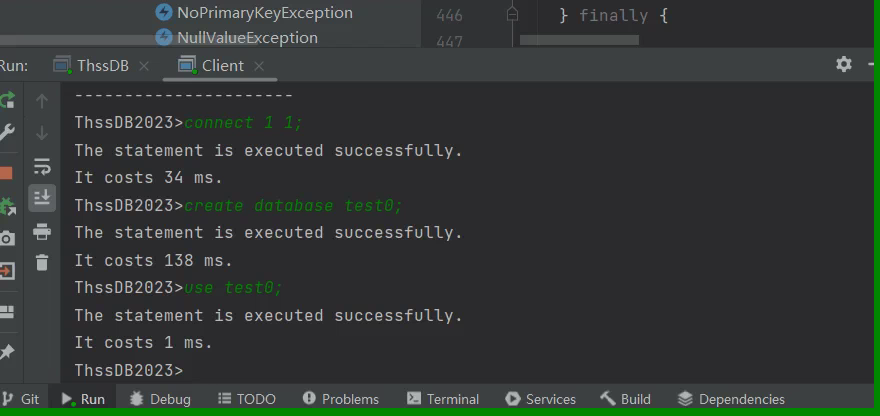 NoPrimaryKeyException
NullValueException
446 } finally {
447
Run: ThssDB Client
----------------------
ThssDB2023>connect 1 1;
The statement is executed successfully.
It costs 34 ms.
ThssDB2023>create database test0;
The statement is executed successfully.
It costs 138 ms.
ThssDB2023>use test0;
The statement is executed successfully.
It costs 1 ms.
ThssDB2023>
Git Run Debug TODO Problems Terminal Services Build Dependencies